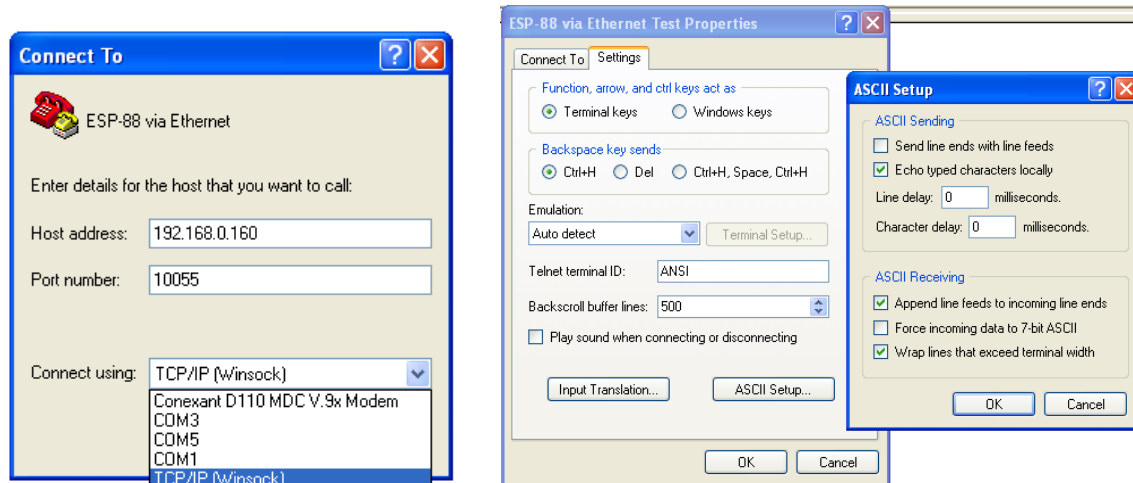 Connect To
ESP-88 via Ethernet
Enter details for the host that you want to call:
Host address: 192.168.0.160
Port number: 10055
Connect using: TCP/IP (Winsock)
Conexant D110 MDC V.9x Modem
COM3
COM5
COM1
TCP/IP (Winsock)
ESP-88 via Ethernet Test Properties
Connect To Settings
Function, arrow, and ctrl keys act as
Terminal keys Windows keys
Backspace key sends
Ctrl+H Del Ctrl+H, Space, Ctrl+H
Emulation:
Auto detect Terminal Setup...
Telnet terminal ID: ANSI
Backscroll buffer lines: 500
Play sound when connecting or disconnecting
Input Translation... ASCII Setup...
OK Cancel
ASCII Setup
ASCII Sending
Send line ends with line feeds
Echo typed characters locally
Line delay: 0 milliseconds.
Character delay: 0 milliseconds.
ASCII Receiving
Append line feeds to incoming line ends
Force incoming data to 7-bit ASCII
Wrap lines that exceed terminal width
OK Cancel